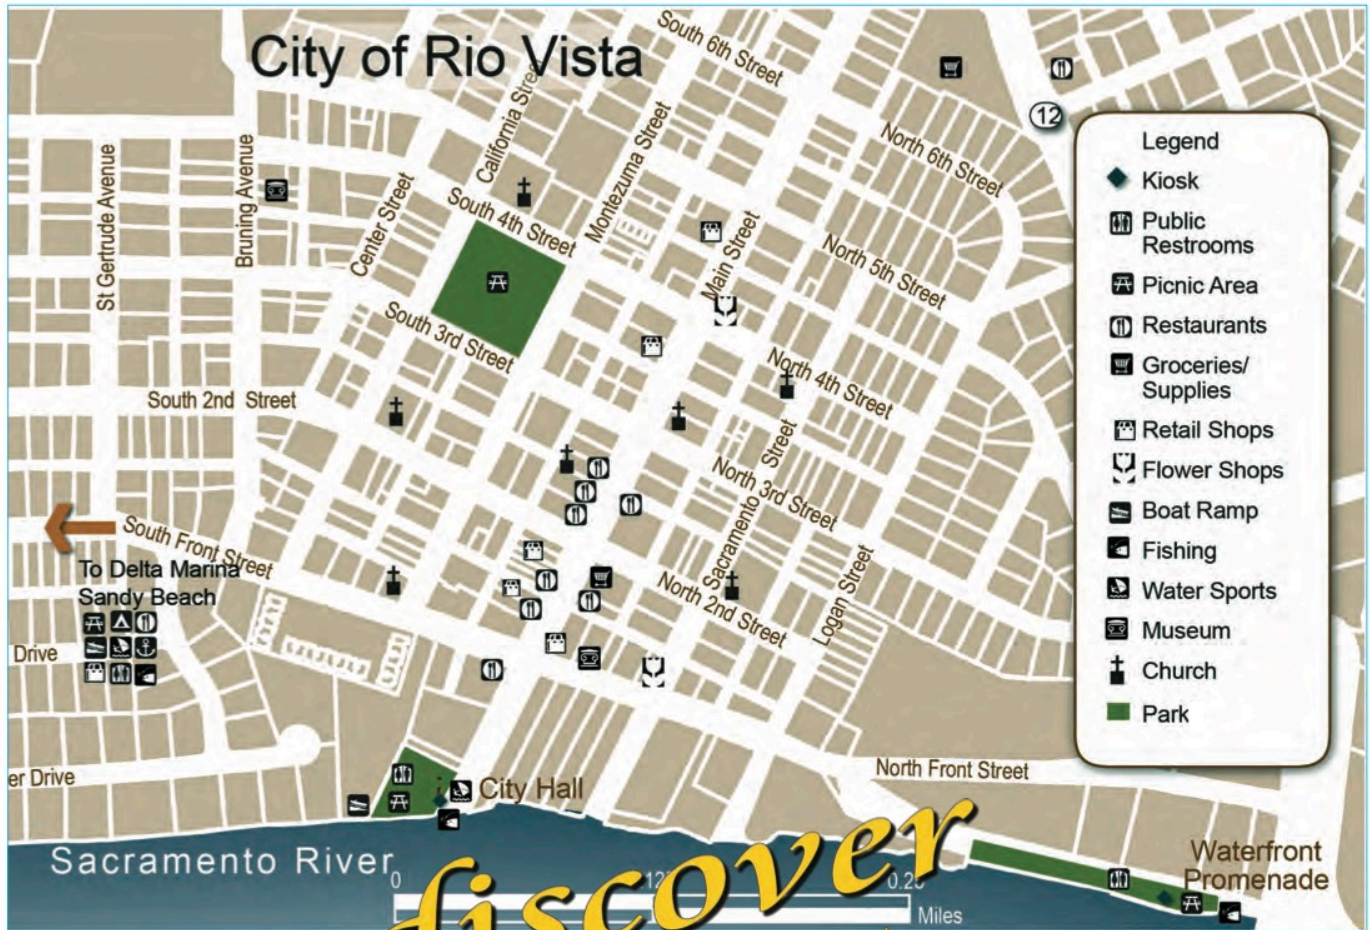 City of Rio Vista
South 6th Street
California Street
12
North 6th Street
Montezuma Street
St Gertrude Avenue
Bruning Avenue
Center Street
South 4th Street
Main Street
North 5th Street
South 3rd Street
North 4th Street
South 2nd Street
Sacramento Street
North 3rd Street
South Front Street
To Delta Marina
Sandy Beach
North 2nd Street
Logan Street
Drive
er Drive
City Hall
North Front Street
Sacramento River
Waterfront
Promenade
discover
0
0.25
Miles
Legend
Kiosk
Public
Restrooms
Picnic Area
Restaurants
Groceries/
Supplies
Retail Shops
Flower Shops
Boat Ramp
Fishing
Water Sports
Museum
Church
Park